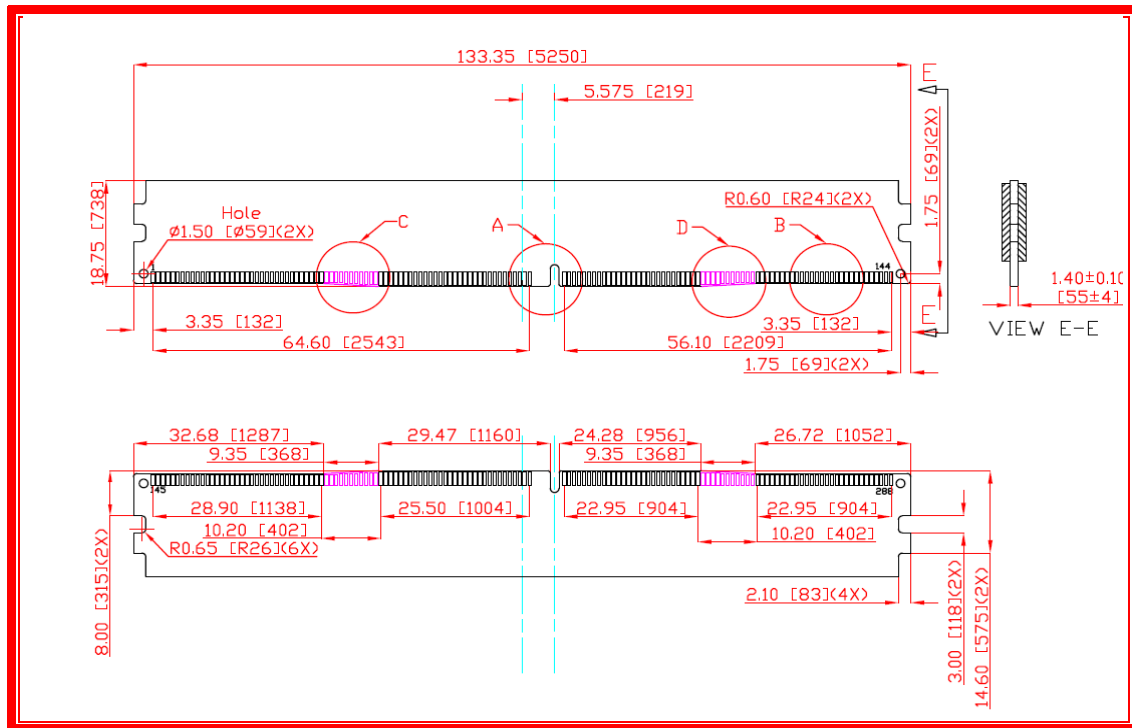 133.35 [5250]
5.575 [219]
E
18.75 [738]
Hole
Ø1.50 [Ø59](2X)
C
A
D
B
R0.60 [R24](2X)
1.75 [69](2X)
1
144
1.40±0.10
[55±4]
3.35 [132]
3.35 [132]
E
VIEW E-E
64.60 [2543]
56.10 [2209]
1.75 [69](2X)
32.68 [1287]
29.47 [1160]
24.28 [956]
26.72 [1052]
9.35 [368]
9.35 [368]
145
288
28.90 [1138]
25.50 [1004]
22.95 [904]
22.95 [904]
10.20 [402]
10.20 [402]
R0.65 [R26](6X)
8.00 [315](2X)
2.10 [83](4X)
3.00 [118](2X)
14.60 [575](2X)